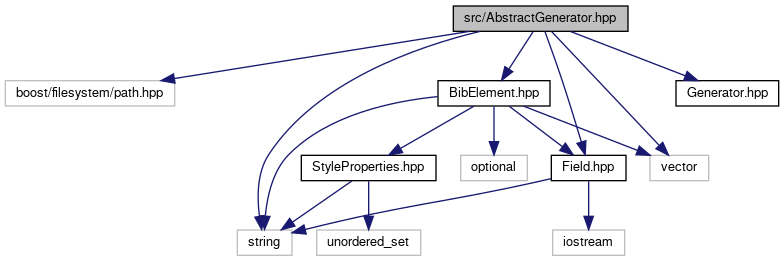 src/AbstractGenerator.hpp
boost/filesystem/path.hpp
BibElement.hpp
Generator.hpp
StyleProperties.hpp
optional
Field.hpp
vector
string
unordered_set
iostream